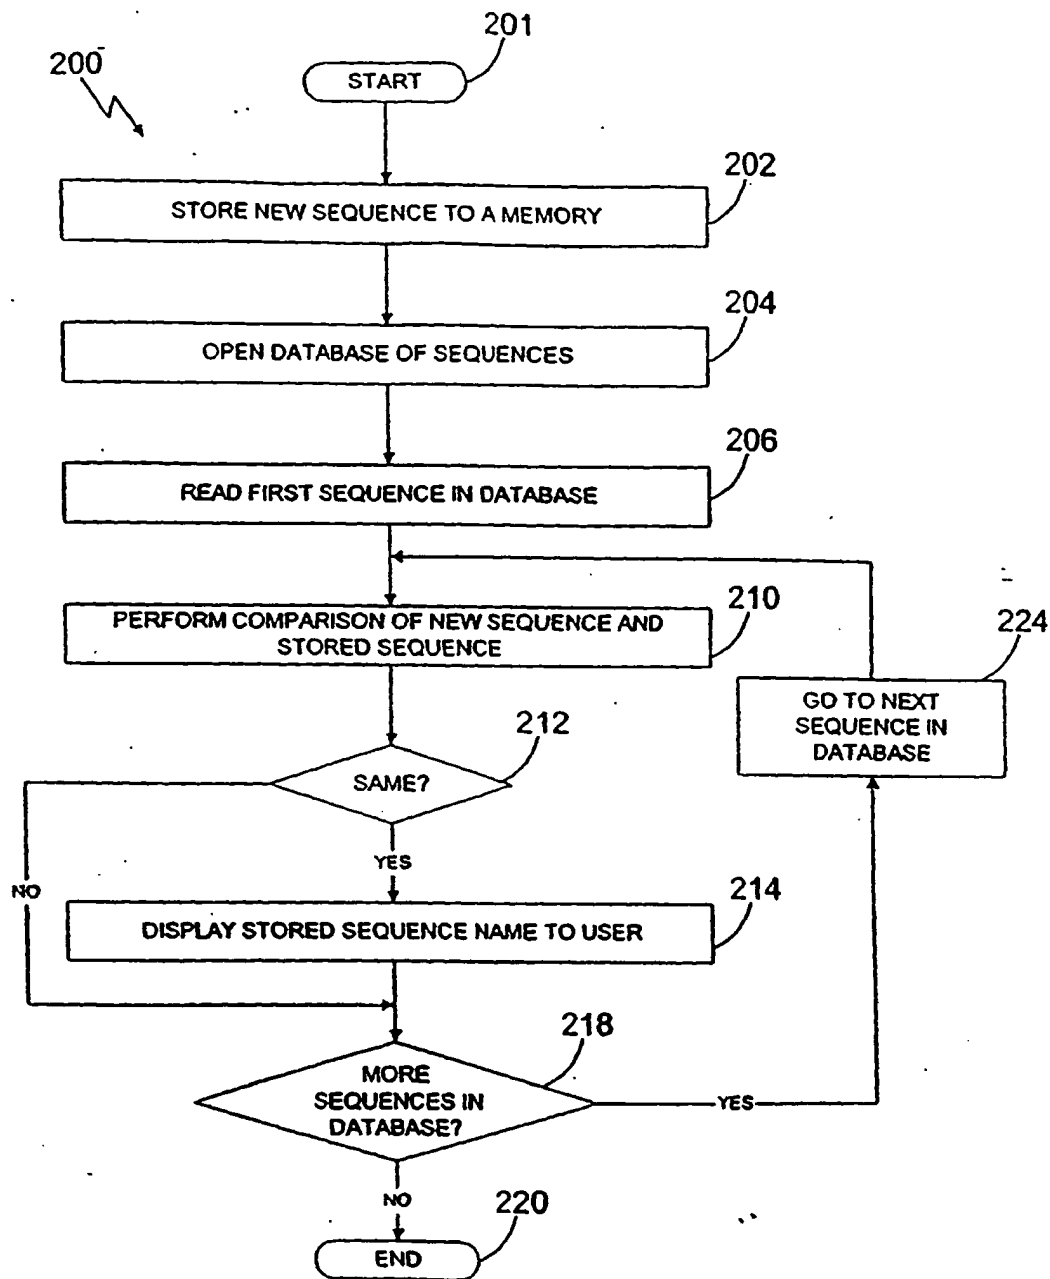 201
200
START
202
STORE NEW SEQUENCE TO A MEMORY
204
OPEN DATABASE OF SEQUENCES
206
READ FIRST SEQUENCE IN DATABASE
210
PERFORM COMPARISON OF NEW SEQUENCE AND
STORED SEQUENCE
224
GO TO NEXT
SEQUENCE IN
DATABASE
212
SAME?
YES
NO
214
DISPLAY STORED SEQUENCE NAME TO USER
218
MORE
SEQUENCES IN
DATABASE?
YES
NO
220
END